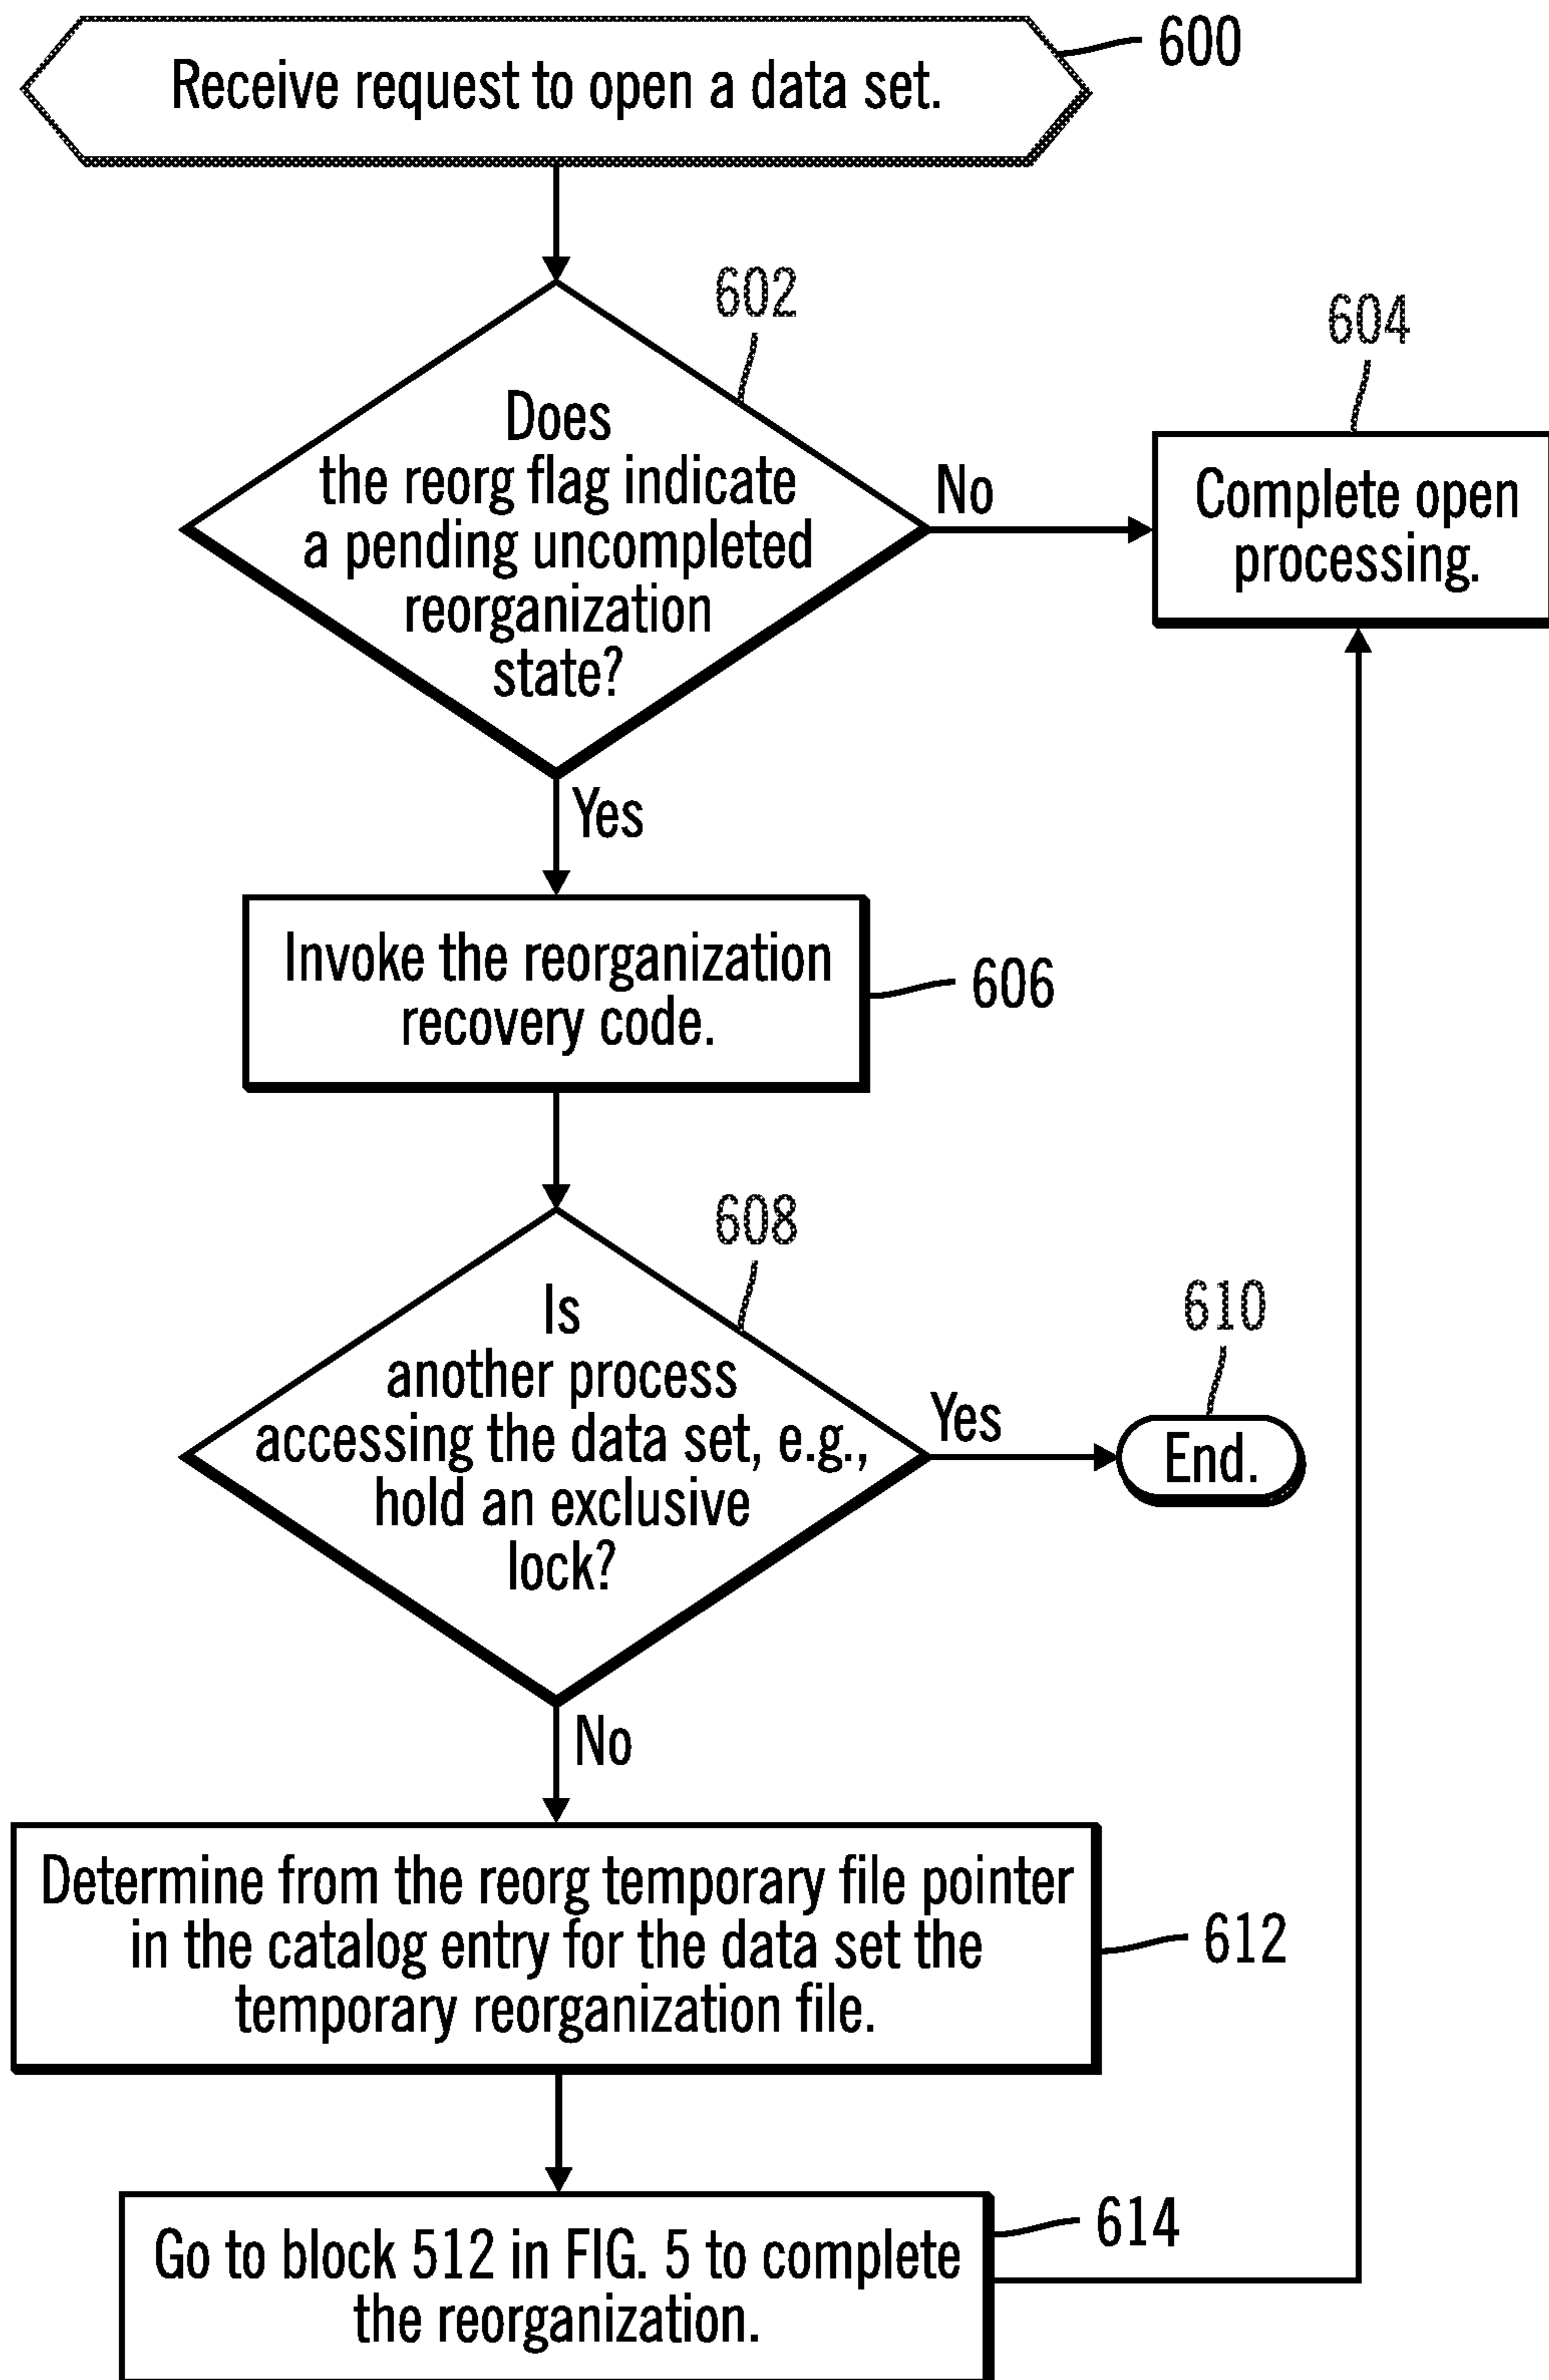 600
Receive request to open a data set.
602
604
Does
the reorg flag indicate
a pending uncompleted
reorganization
state?
No
Complete open
processing.
Yes
Invoke the reorganization
recovery code.
606
608
610
Is
another process
accessing the data set, e.g.,
hold an exclusive
lock?
Yes
End.
No
Determine from the reorg temporary file pointer
in the catalog entry for the data set the
temporary reorganization file.
612
614
Go to block 512 in FIG. 5 to complete
the reorganization.